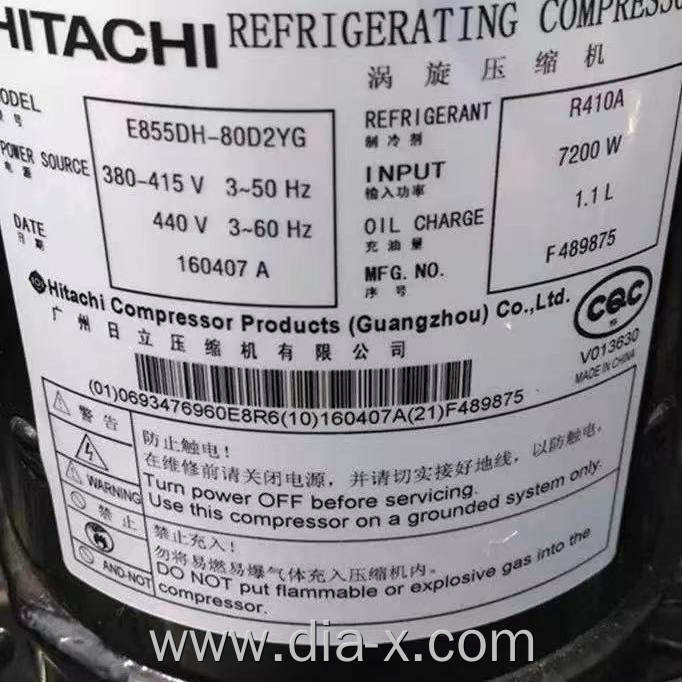 HITACHI REFRIGERATING COMPRESSO
涡旋压缩机
MODEL E855DH-80D2YG
号
POWER SOURCE 380-415 V 3~50 Hz
电源 440 V 3~60 Hz
DATE 160407 A
日期
REFRIGERANT R410A
制冷剂
INPUT 7200 W
输入功率
OIL CHARGE 1.1 L
充油量
MFG. NO. F489875
序号
Hitachi Compressor Products (Guangzhou) Co.,Ltd.
广州日立压缩机有限公司
CQC
V013630
MADE IN CHINA
(01)0693476960E8R6(10)160407A(21)F489875
警告
WARNING
防止触电!
在维修前请关闭电源，并请切实接好地线，以防触电,
Turn power OFF before servicing.
Use this compressor on a grounded system only.
禁止
AND-NOT
禁止充入!
勿将易燃易爆气体充入压缩机内。
DO NOT put flammable or explosive gas into the
compressor.
www.dia-x.com